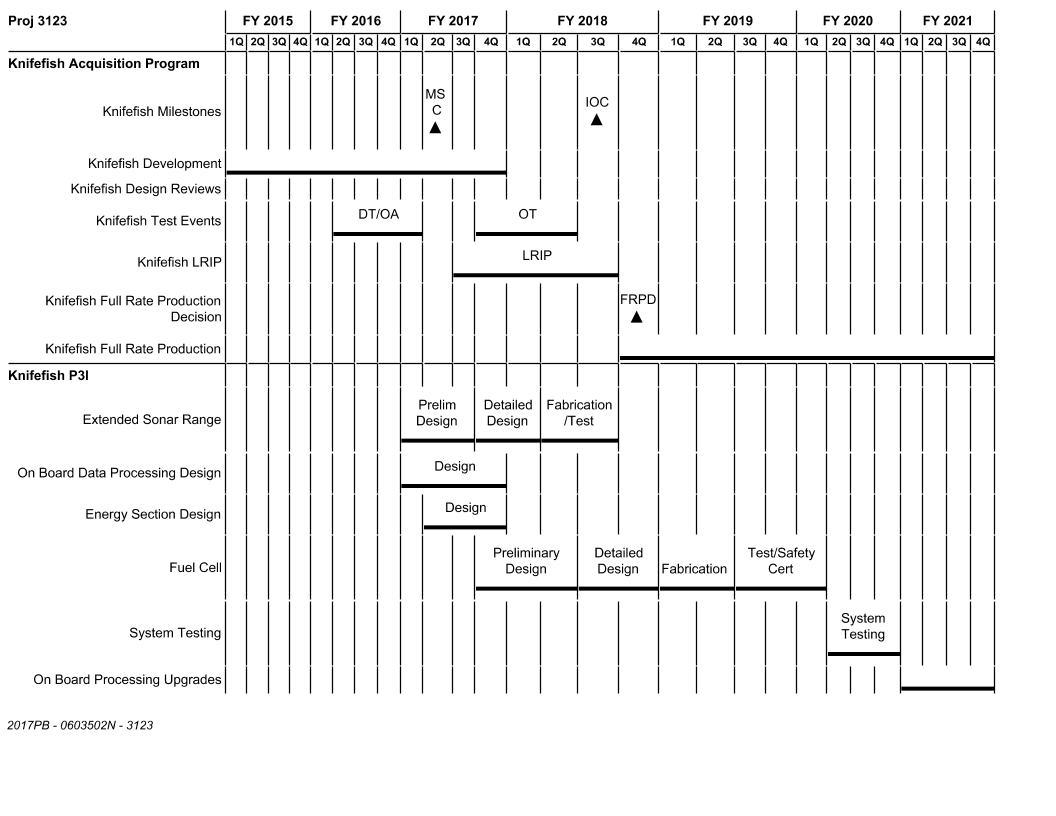 Proj 3123 FY 2015 FY 2016 FY 2017 FY 2018 FY 2019 FY 2020 FY 2021
1Q 2Q 3Q 4Q 1Q 2Q 3Q 4Q 1Q 2Q 3Q 4Q 1Q 2Q 3Q 4Q 1Q 2Q 3Q 4Q 1Q 2Q 3Q 4Q 1Q 2Q 3Q 4Q
Knifefish Acquisition Program
Knifefish Milestones
MS
C
IOC
Knifefish Development
Knifefish Design Reviews
Knifefish Test Events
DT/OA
OT
Knifefish LRIP
LRIP
Knifefish Full Rate Production
Decision
FRPD
Knifefish Full Rate Production
Knifefish P3I
Extended Sonar Range
Prelim
Design
Detailed
Design
Fabrication
/Test
On Board Data Processing Design
Design
Energy Section Design
Design
Fuel Cell
Preliminary
Design
Detailed
Design
Fabrication
Test/Safety
Cert
System Testing
System
Testing
On Board Processing Upgrades
2017PB - 0603502N - 3123